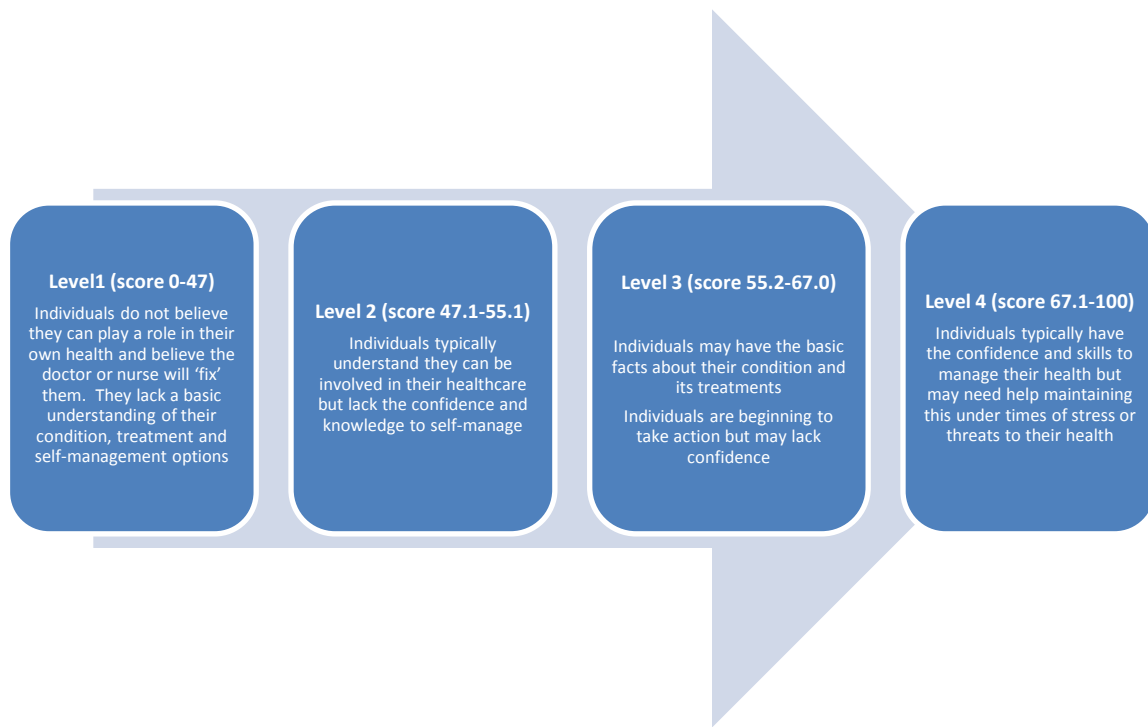 Level1 (score 0-47)
Individuals do not believe
they can play a role in their
own health and believe the
doctor or nurse will ‘fix’
them.  They lack a basic
understanding of their
condition, treatment and
self-management options
Level 2 (score 47.1-55.1)
Individuals typically
understand they can be
involved in their healthcare
but lack the confidence and
knowledge to self-manage
Level 3 (score 55.2-67.0)
Individuals may have the basic
facts about their condition and
its treatments
Individuals are beginning to
take action but may lack
confidence
Level 4 (score 67.1-100)
Individuals typically have
the confidence and skills to
manage their health but
may need help maintaining
this under times of stress or
threats to their health